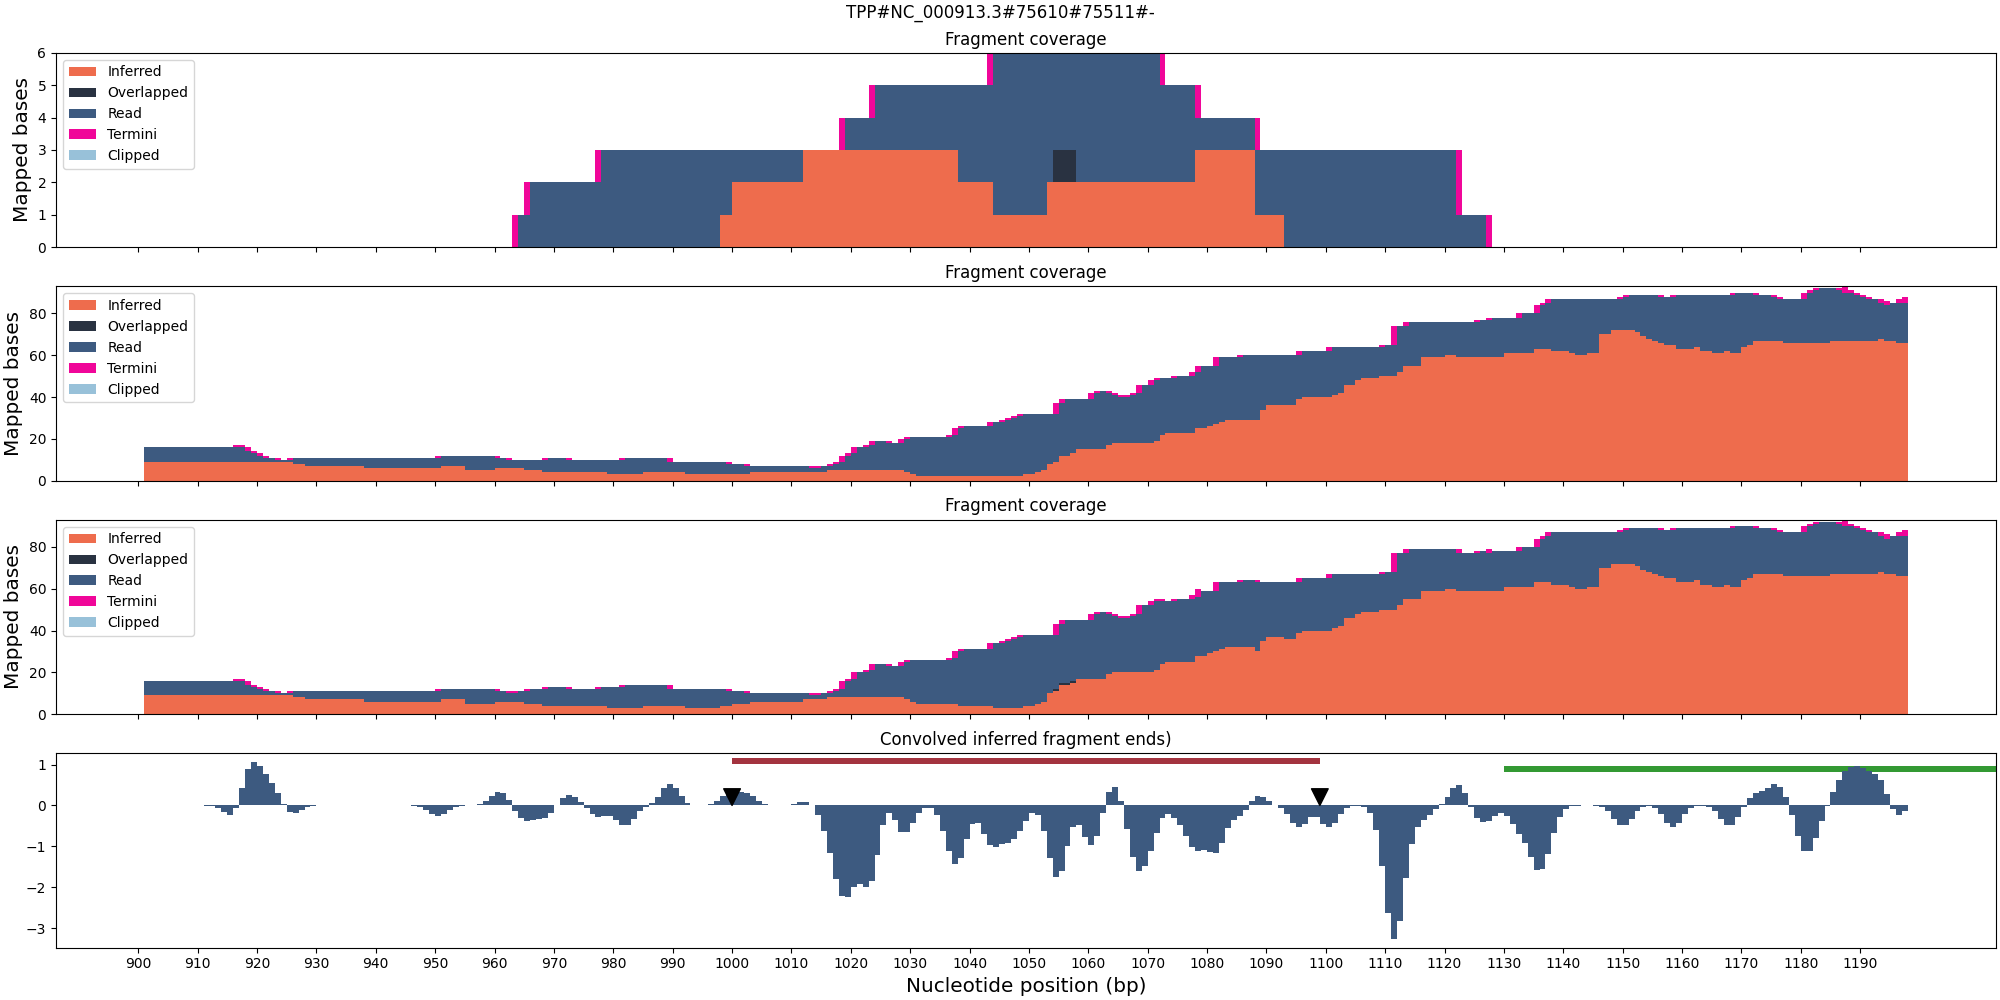 TPP#NC_000913.3#75610#75511#-
Fragment coverage
Mapped bases
6
5
4
3
2
1
0
Inferred
Overlapped
Read
Termini
Clipped
Fragment coverage
Mapped bases
80
60
40
20
0
Inferred
Overlapped
Read
Termini
Clipped
Fragment coverage
Mapped bases
80
60
40
20
0
Inferred
Overlapped
Read
Termini
Clipped
Convolved inferred fragment ends)
1
0
−1
−2
−3
900 910 920 930 940 950 960 970 980 990 1000 1010 1020 1030 1040 1050 1060 1070 1080 1090 1100 1110 1120 1130 1140 1150 1160 1170 1180 1190
Nucleotide position (bp)